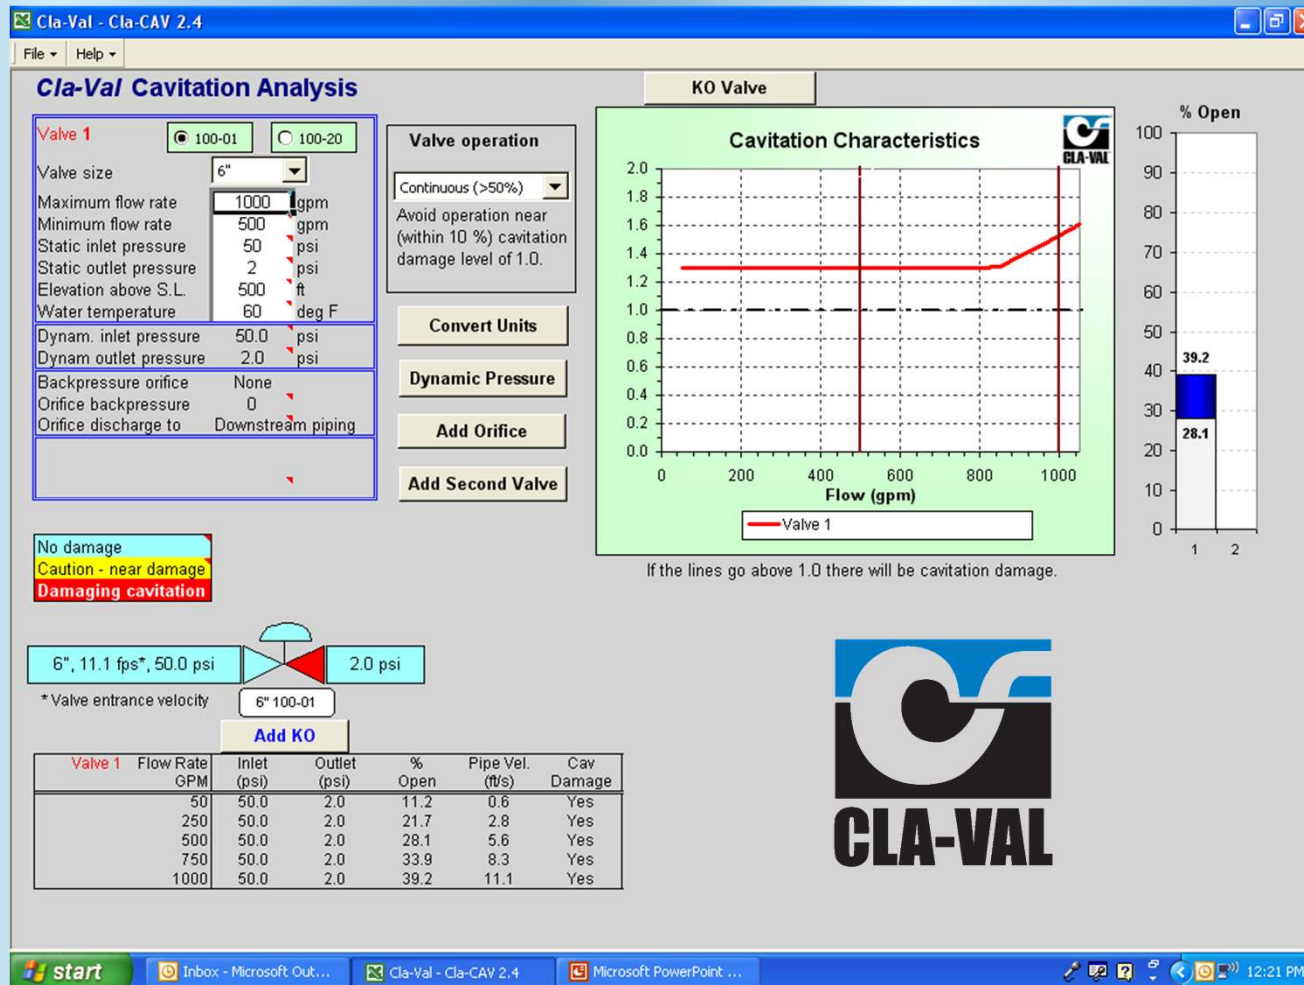 Cla-Val - Cla-CAV 2.4
File Help
Cla-Val Cavitation Analysis
Valve 1 100-01 100-20
Valve size 6"
Maximum flow rate 1000 gpm
Minimum flow rate 500 gpm
Static inlet pressure 50 psi
Static outlet pressure 2 psi
Elevation above S.L. 500 ft
Water temperature 60 deg F
Dynam. inlet pressure 50.0 psi
Dynam outlet pressure 2.0 psi
Backpressure orifice None
Orifice backpressure 0
Orifice discharge to Downstream piping
Valve operation
Continuous (>50%)
Avoid operation near
(within 10 %) cavitation
damage level of 1.0.
Convert Units
Dynamic Pressure
Add Orifice
Add Second Valve
KO Valve
Cavitation Characteristics
CLA-VAL
2.0
1.8
1.6
1.4
1.2
1.0
0.8
0.6
0.4
0.2
0.0
0 200 400 600 800 1000
Flow (gpm)
Valve 1
If the lines go above 1.0 there will be cavitation damage.
% Open
100
90
80
70
60
50
40
30
20
10
0
39.2
28.1
1 2
No damage
Caution - near damage
Damaging cavitation
6", 11.1 fps*, 50.0 psi 2.0 psi
* Valve entrance velocity 6" 100-01
Add KO
Valve 1 Flow Rate Inlet Outlet % Pipe Vel. Cav
GPM (psi) (psi) Open (ft/s) Damage
50 50.0 2.0 11.2 0.6 Yes
250 50.0 2.0 21.7 2.8 Yes
500 50.0 2.0 28.1 5.6 Yes
750 50.0 2.0 33.9 8.3 Yes
1000 50.0 2.0 39.2 11.1 Yes
CLA-VAL
start Inbox - Microsoft Out... Cla-Val - Cla-CAV 2.4 Microsoft PowerPoint ... 12:21 PM